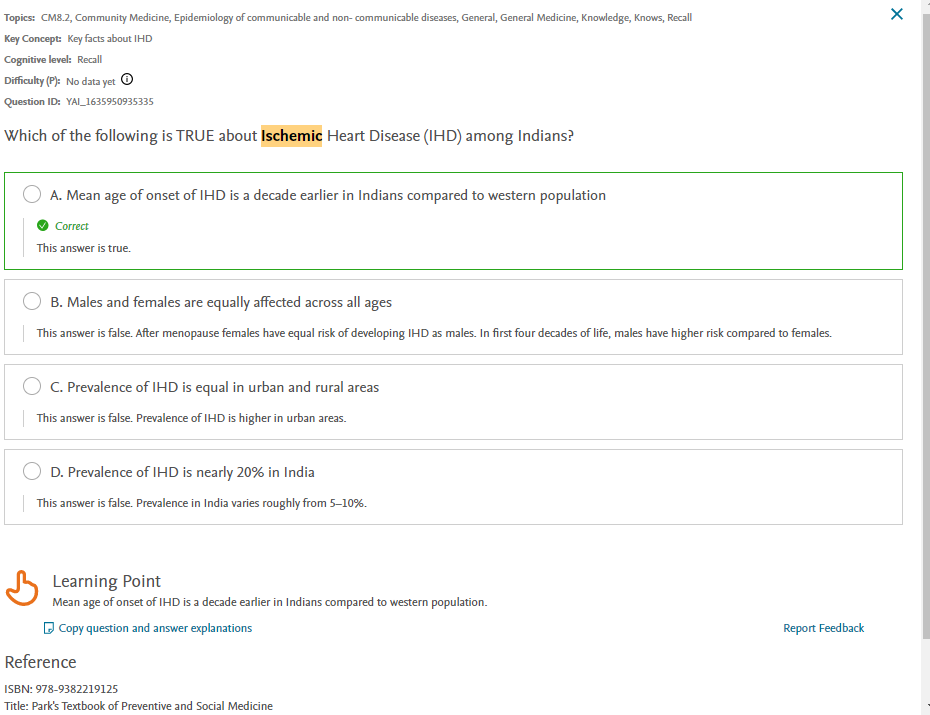 Topics: CM8.2, Community Medicine, Epidemiology of communicable and non- communicable diseases, General, General Medicine, Knowledge, Knows, Recall
Key Concept: Key facts about IHD
Cognitive level: Recall
Difficulty (P): No data yet
Question ID: YAI_1635950935335
Which of the following is TRUE about Ischemic Heart Disease (IHD) among Indians?
A. Mean age of onset of IHD is a decade earlier in Indians compared to western population
Correct
This answer is true.
B. Males and females are equally affected across all ages
This answer is false. After menopause females have equal risk of developing IHD as males. In first four decades of life, males have higher risk compared to females.
C. Prevalence of IHD is equal in urban and rural areas
This answer is false. Prevalence of IHD is higher in urban areas.
D. Prevalence of IHD is nearly 20% in India
This answer is false. Prevalence in India varies roughly from 5–10%.
Learning Point
Mean age of onset of IHD is a decade earlier in Indians compared to western population.
Copy question and answer explanations
Report Feedback
Reference
ISBN: 978-9382219125
Title: Park's Textbook of Preventive and Social Medicine